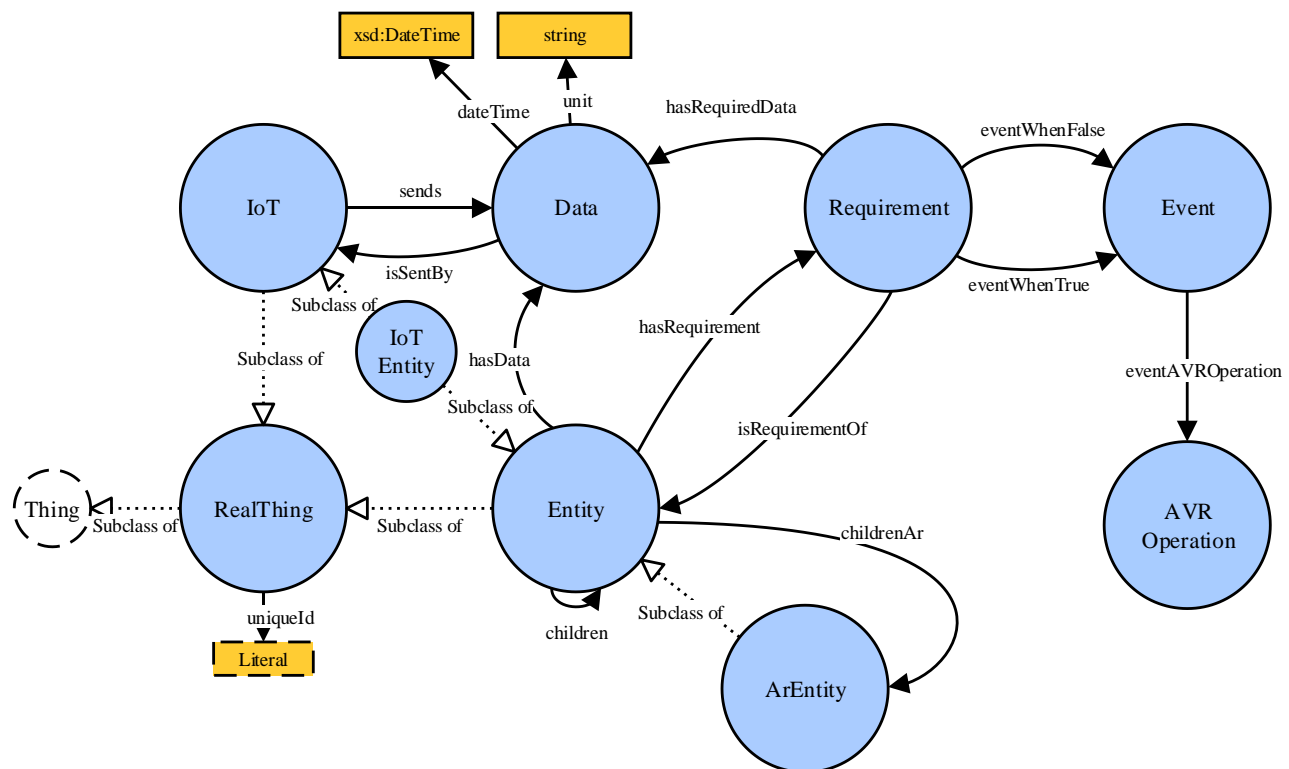 xsd:DateTime
string
dateTime
unit
hasRequiredData
eventWhenFalse
IoT
sends
Data
Requirement
Event
isSentBy
eventWhenTrue
Subclass of
IoT
Entity
hasData
hasRequirement
Subclass of
eventAVROperation
Subclass of
isRequirementOf
Thing
Subclass of
RealThing
Subclass of
Entity
childrenAr
AVR
Operation
uniqueId
children
Subclass of
Literal
ArEntity